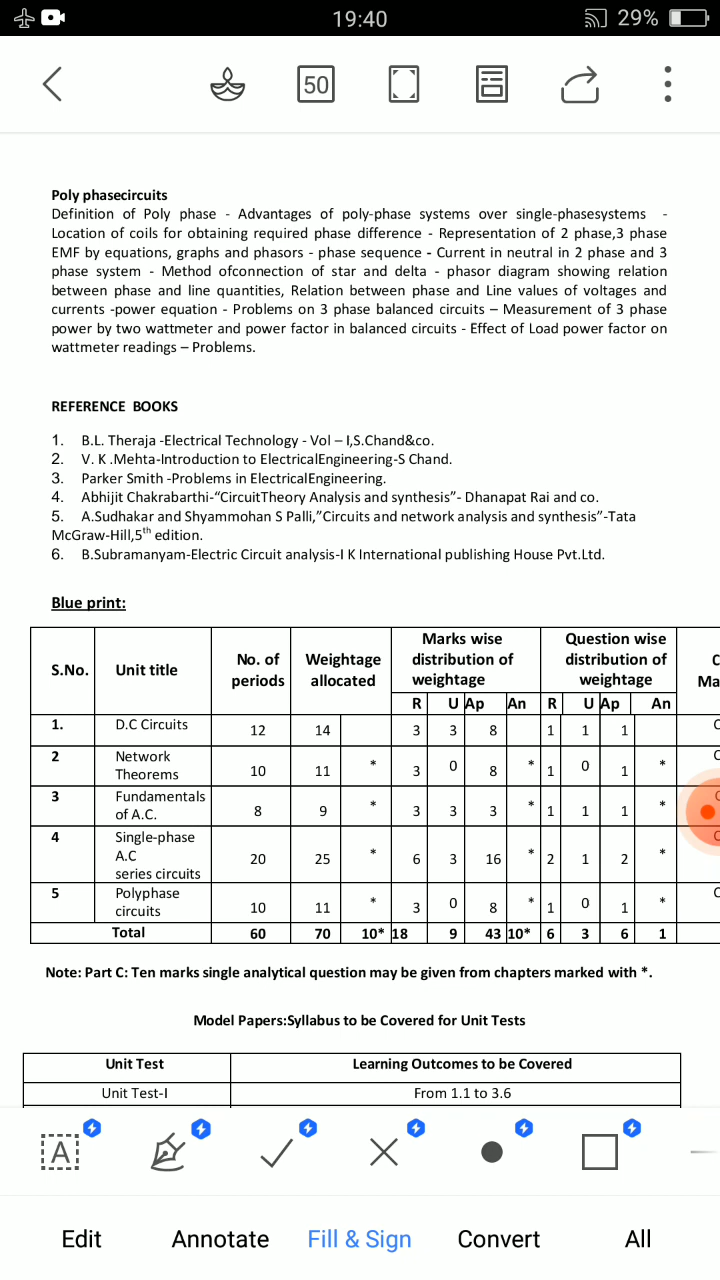 19:40
29%
50
Poly phasecircuits
Definition of Poly phase - Advantages of poly-phase systems over single-phasesystems -
Location of coils for obtaining required phase difference - Representation of 2 phase,3 phase
EMF by equations, graphs and phasors - phase sequence - Current in neutral in 2 phase and 3
phase system - Method ofconnection of star and delta - phasor diagram showing relation
between phase and line quantities, Relation between phase and Line values of voltages and
currents -power equation - Problems on 3 phase balanced circuits – Measurement of 3 phase
power by two wattmeter and power factor in balanced circuits - Effect of Load power factor on
wattmeter readings – Problems.
REFERENCE BOOKS
1. B.L. Theraja -Electrical Technology - Vol – I,S.Chand&co.
2. V. K .Mehta-Introduction to ElectricalEngineering-S Chand.
3. Parker Smith -Problems in ElectricalEngineering.
4. Abhijit Chakrabarthi-“CircuitTheory Analysis and synthesis”- Dhanapat Rai and co.
5. A.Sudhakar and Shyammohan S Palli,”Circuits and network analysis and synthesis”-Tata
McGraw-Hill,5th edition.
6. B.Subramanyam-Electric Circuit analysis-I K International publishing House Pvt.Ltd.
Blue print:
S.No. Unit title No. of periods Weightage allocated Marks wise distribution of weightage Question wise distribution of weightage C Ma
R U Ap An R U Ap An
1. D.C Circuits 12 14 3 3 8 1 1 1 C
2 Network Theorems 10 11 * 3 0 8 * 1 0 1 * C
3 Fundamentals of A.C. 8 9 * 3 3 3 * 1 1 1 * C
4 Single-phase A.C series circuits 20 25 * 6 3 16 * 2 1 2 * C
5 Polyphase circuits 10 11 * 3 0 8 * 1 0 1 * C
Total 60 70 10* 18 9 43 10* 6 3 6 1
Note: Part C: Ten marks single analytical question may be given from chapters marked with *.
Model Papers:Syllabus to be Covered for Unit Tests
Unit Test Learning Outcomes to be Covered
Unit Test-I From 1.1 to 3.6
A
Edit Annotate Fill & Sign Convert All